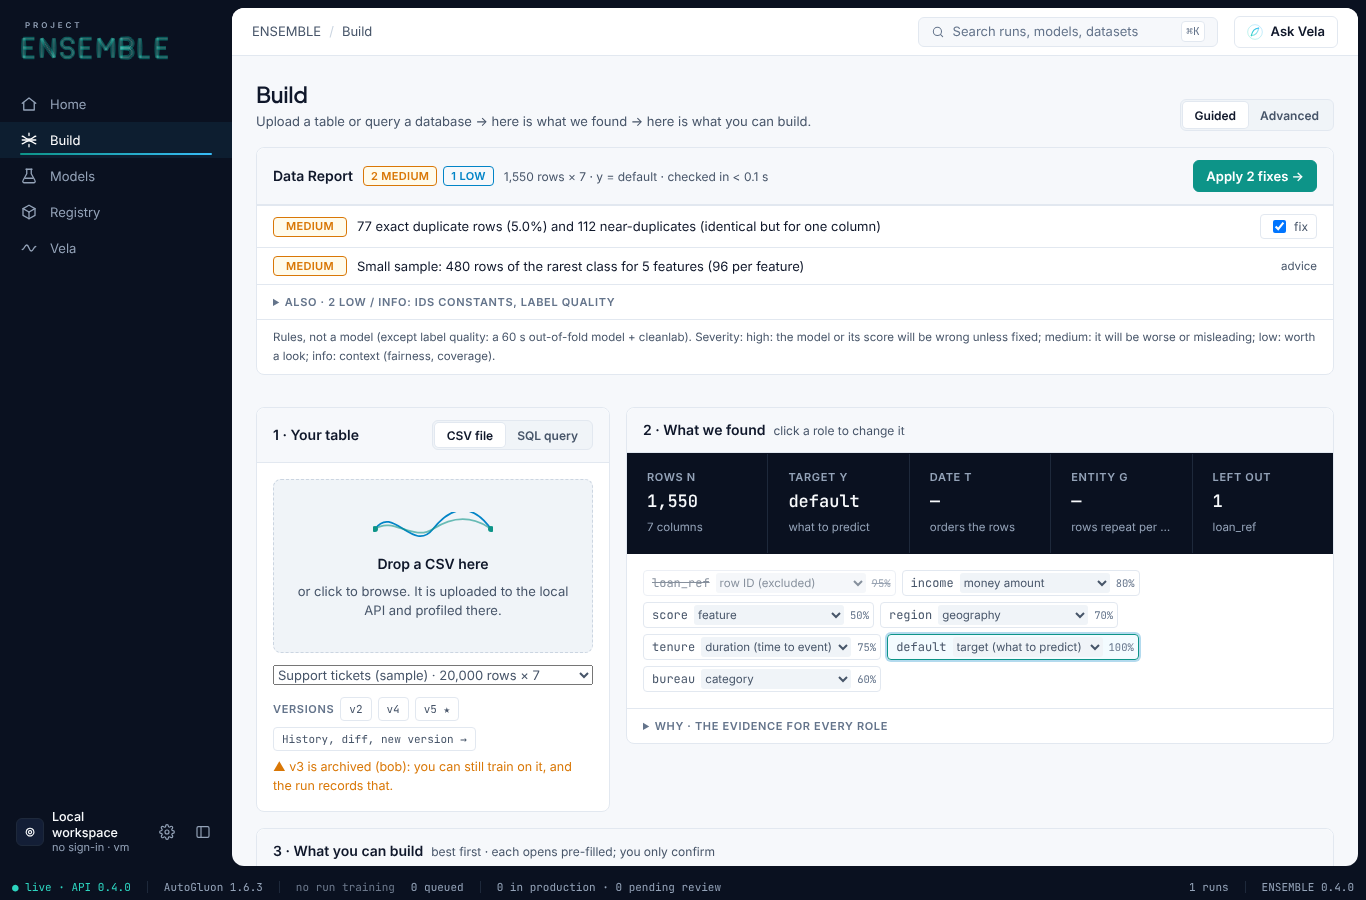 PROJECT
ENSEMBLE
Home
Build
Models
Registry
Vela
Local workspace
no sign-in · vm
ENSEMBLE / Build
Search runs, models, datasets ⌘K
Ask Vela
Build
Upload a table or query a database → here is what we found → here is what you can build.
Guided Advanced
Data Report 2 MEDIUM 1 LOW 1,550 rows × 7 · y = default · checked in < 0.1 s
Apply 2 fixes →
MEDIUM 77 exact duplicate rows (5.0%) and 112 near-duplicates (identical but for one column) fix
MEDIUM Small sample: 480 rows of the rarest class for 5 features (96 per feature) advice
▶ ALSO · 2 LOW / INFO: IDS CONSTANTS, LABEL QUALITY
Rules, not a model (except label quality: a 60 s out-of-fold model + cleanlab). Severity: high: the model or its score will be wrong unless fixed; medium: it will be worse or misleading; low: worth
a look; info: context (fairness, coverage).
1 · Your table
CSV file SQL query
Drop a CSV here
or click to browse. It is uploaded to the local
API and profiled there.
Support tickets (sample) · 20,000 rows × 7
VERSIONS v2 v4 v5 ★
History, diff, new version →
▲ v3 is archived (bob): you can still train on it, and
the run records that.
2 · What we found click a role to change it
ROWS N
1,550
7 columns
TARGET Y
default
what to predict
DATE T
—
orders the rows
ENTITY G
—
rows repeat per ...
LEFT OUT
1
loan_ref
loan_ref row ID (excluded) 95% income money amount 80%
score feature 50% region geography 70%
tenure duration (time to event) 75% default target (what to predict) 100%
bureau category 60%
▶ WHY · THE EVIDENCE FOR EVERY ROLE
3 · What you can build best first · each opens pre-filled; you only confirm
● live · API 0.4.0 AutoGluon 1.6.3 no run training 0 queued 0 in production · 0 pending review 1 runs ENSEMBLE 0.4.0